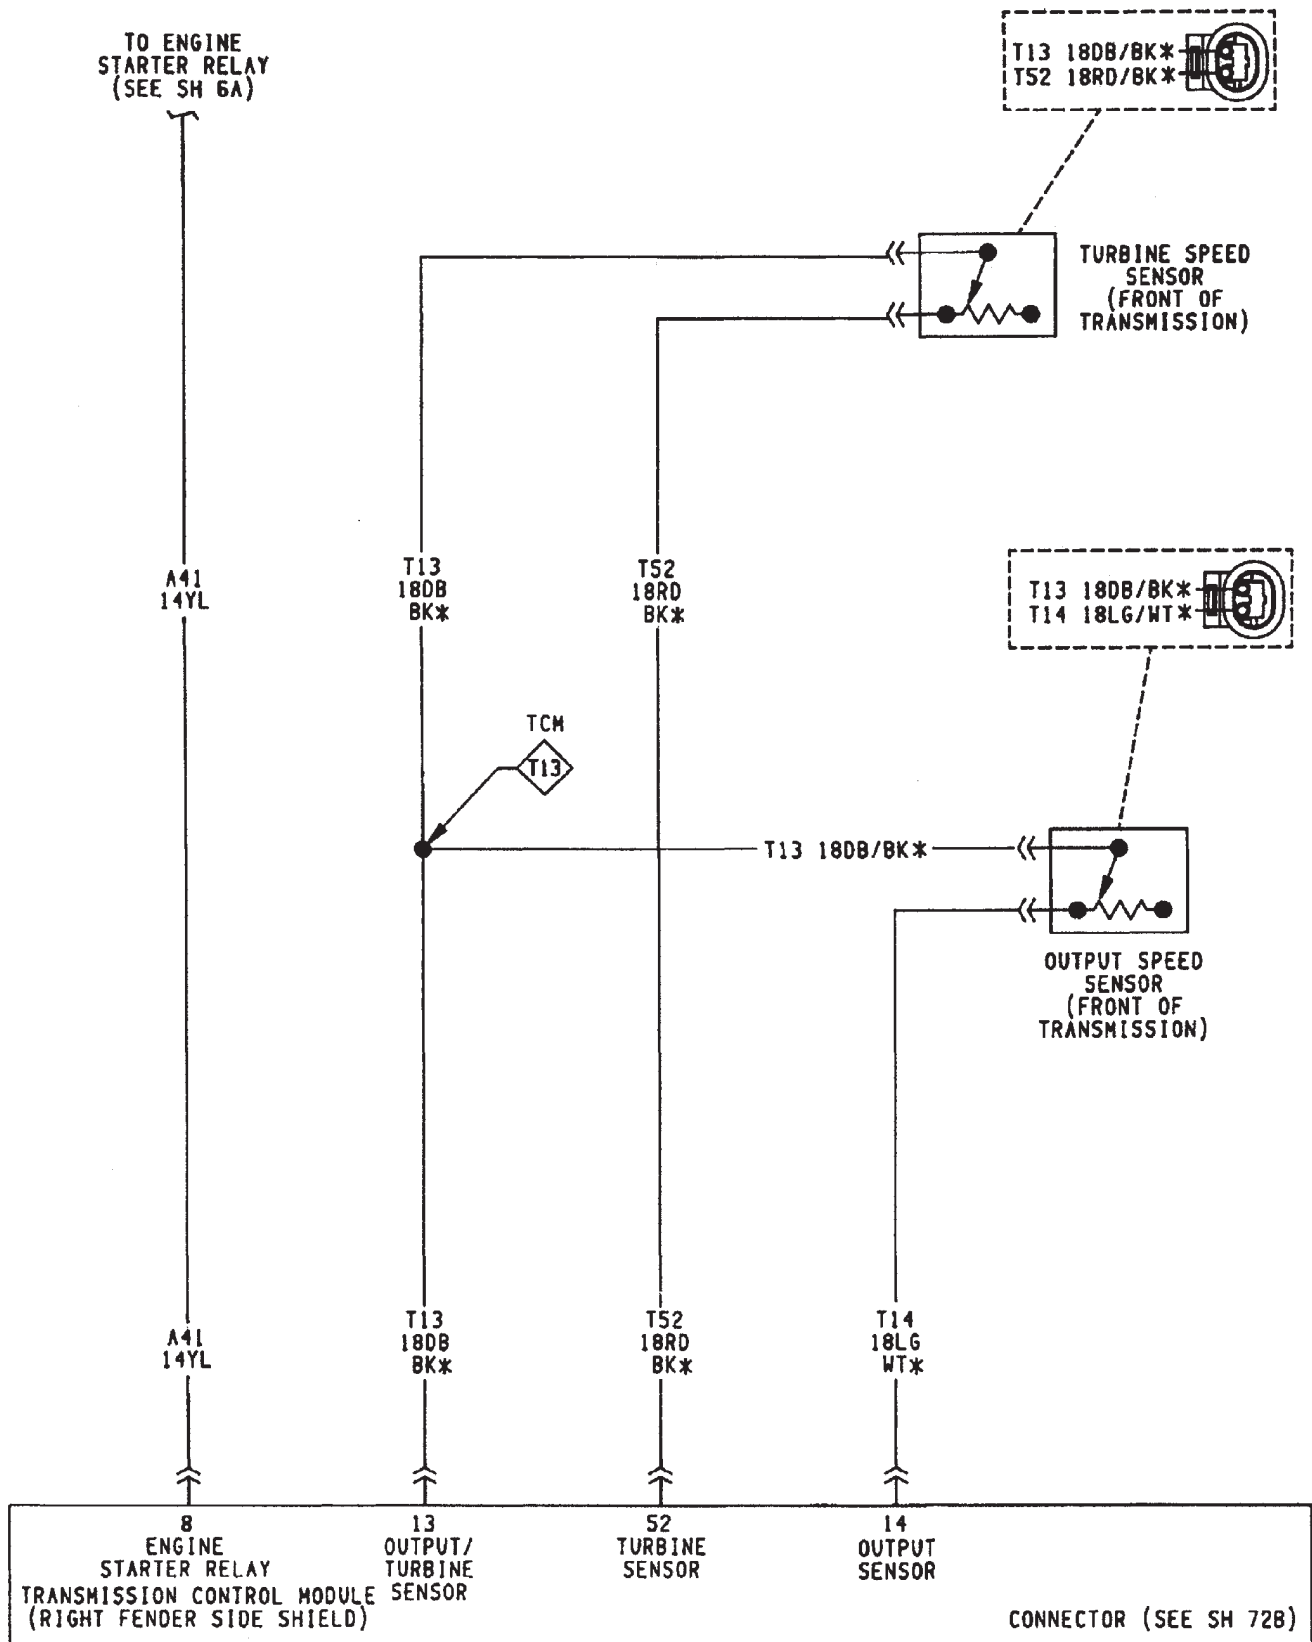 TO ENGINE
STARTER RELAY
(SEE SH 6A)
T13 18DB/BK*
T52 18RD/BK*
TURBINE SPEED
SENSOR
(FRONT OF
TRANSMISSION)
A41
14YL
T13
18DB
BK*
T52
18RD
BK*
T13 18DB/BK*
T14 18LG/WT*
TCM
T13
T13 18DB/BK*
OUTPUT SPEED
SENSOR
(FRONT OF
TRANSMISSION)
A41
14YL
T13
18DB
BK*
T52
18RD
BK*
T14
18LG
WT*
8
ENGINE
STARTER RELAY
13
OUTPUT/
TURBINE
SENSOR
52
TURBINE
SENSOR
14
OUTPUT
SENSOR
TRANSMISSION CONTROL MODULE
(RIGHT FENDER SIDE SHIELD)
CONNECTOR (SEE SH 72B)